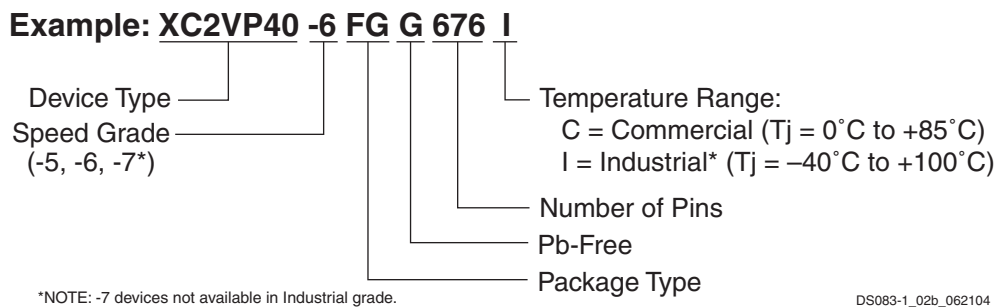 Example: XC2VP40 -6 FG G 676 I
Device Type
Speed Grade
(-5, -6, -7*)
Temperature Range:
C = Commercial (Tj = 0˚C to +85˚C)
I = Industrial* (Tj = –40˚C to +100˚C)
Number of Pins
Pb-Free
Package Type
*NOTE: -7 devices not available in Industrial grade.
DS083-1_02b_062104